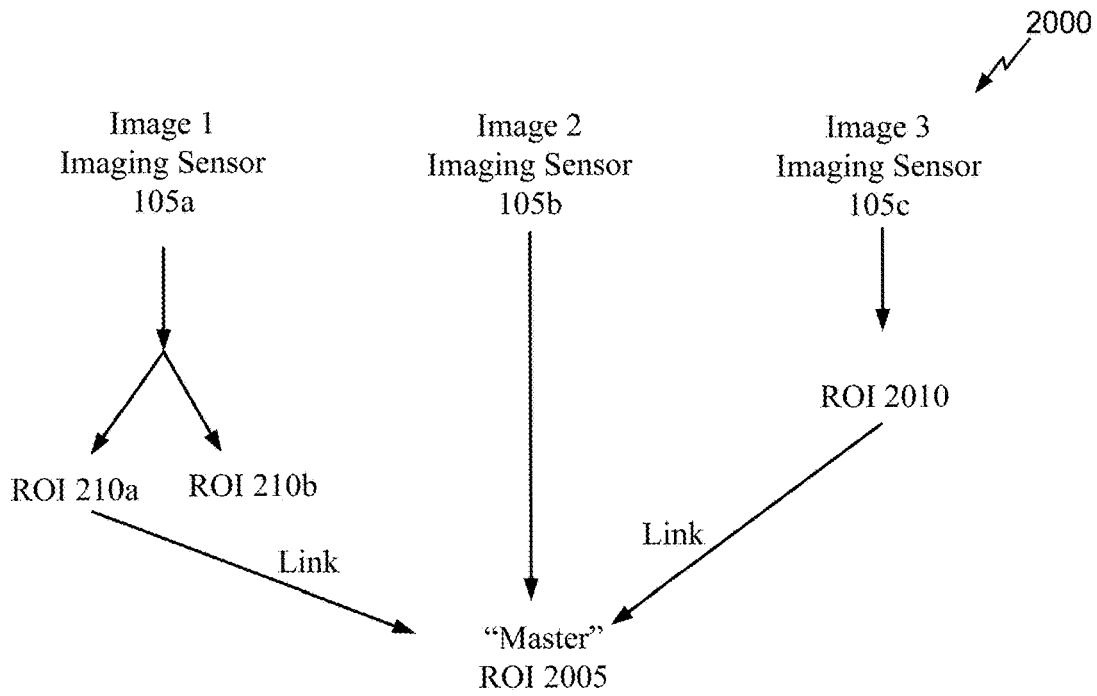 2000
Image 1
Imaging Sensor
105a
Image 2
Imaging Sensor
105b
Image 3
Imaging Sensor
105c
ROI 2010
ROI 210a
ROI 210b
Link
Link
“Master”
ROI 2005